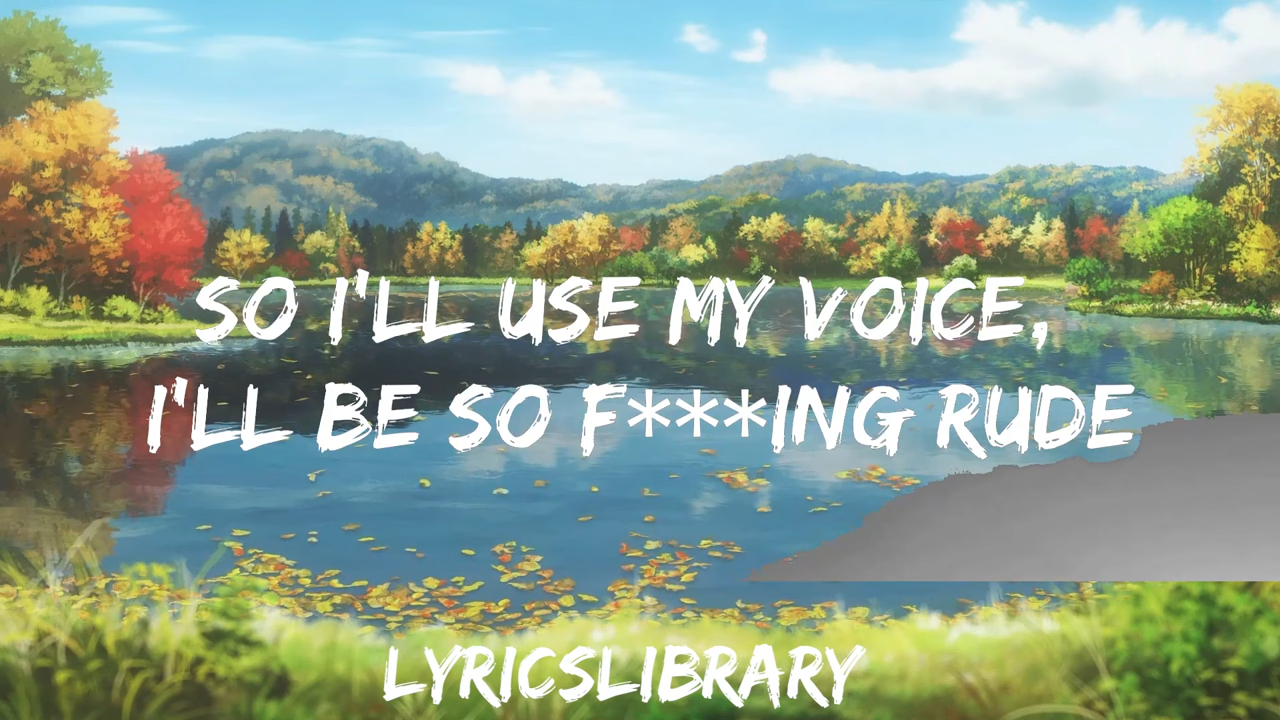 SO I'LL USE MY VOICE,
I'LL BE SO F***ING RUDE
LYRICSLIBRARY